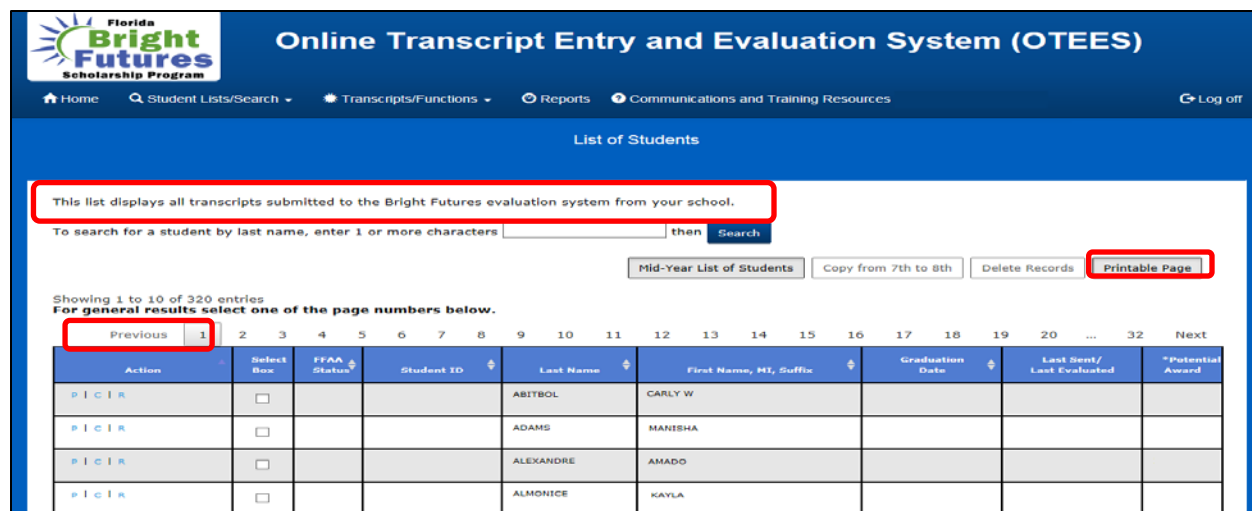 Florida
Bright
Futures
Scholarship Program
Online Transcript Entry and Evaluation System (OTEES)
Home Student Lists/Search Transcripts/Functions Reports Communications and Training Resources Log off
List of Students
This list displays all transcripts submitted to the Bright Futures evaluation system from your school.
To search for a student by last name, enter 1 or more characters then Search
Mid-Year List of Students Copy from 7th to 8th Delete Records Printable Page
Showing 1 to 10 of 320 entries
For general results select one of the page numbers below.
Previous 1 2 3 4 5 6 7 8 9 10 11 12 13 14 15 16 17 18 19 20 ... 32 Next
Action Select Box FFAA Status Student ID Last Name First Name, MI, Suffix Graduation Date Last Sent/ Last Evaluated *Potential Award
P | C | R ABITBOL CARLY W
P | C | R ADAMS MANISHA
P | C | R ALEXANDRE AMADO
P | C | R ALMONICE KAYLA